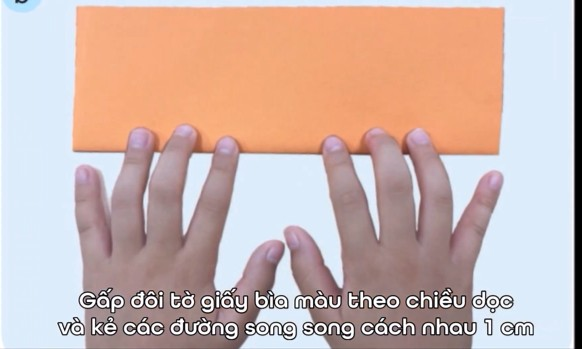 Gấp đôi tờ giấy bìa màu theo chiều dọc
và kẻ các đường song song cách nhau 1 cm